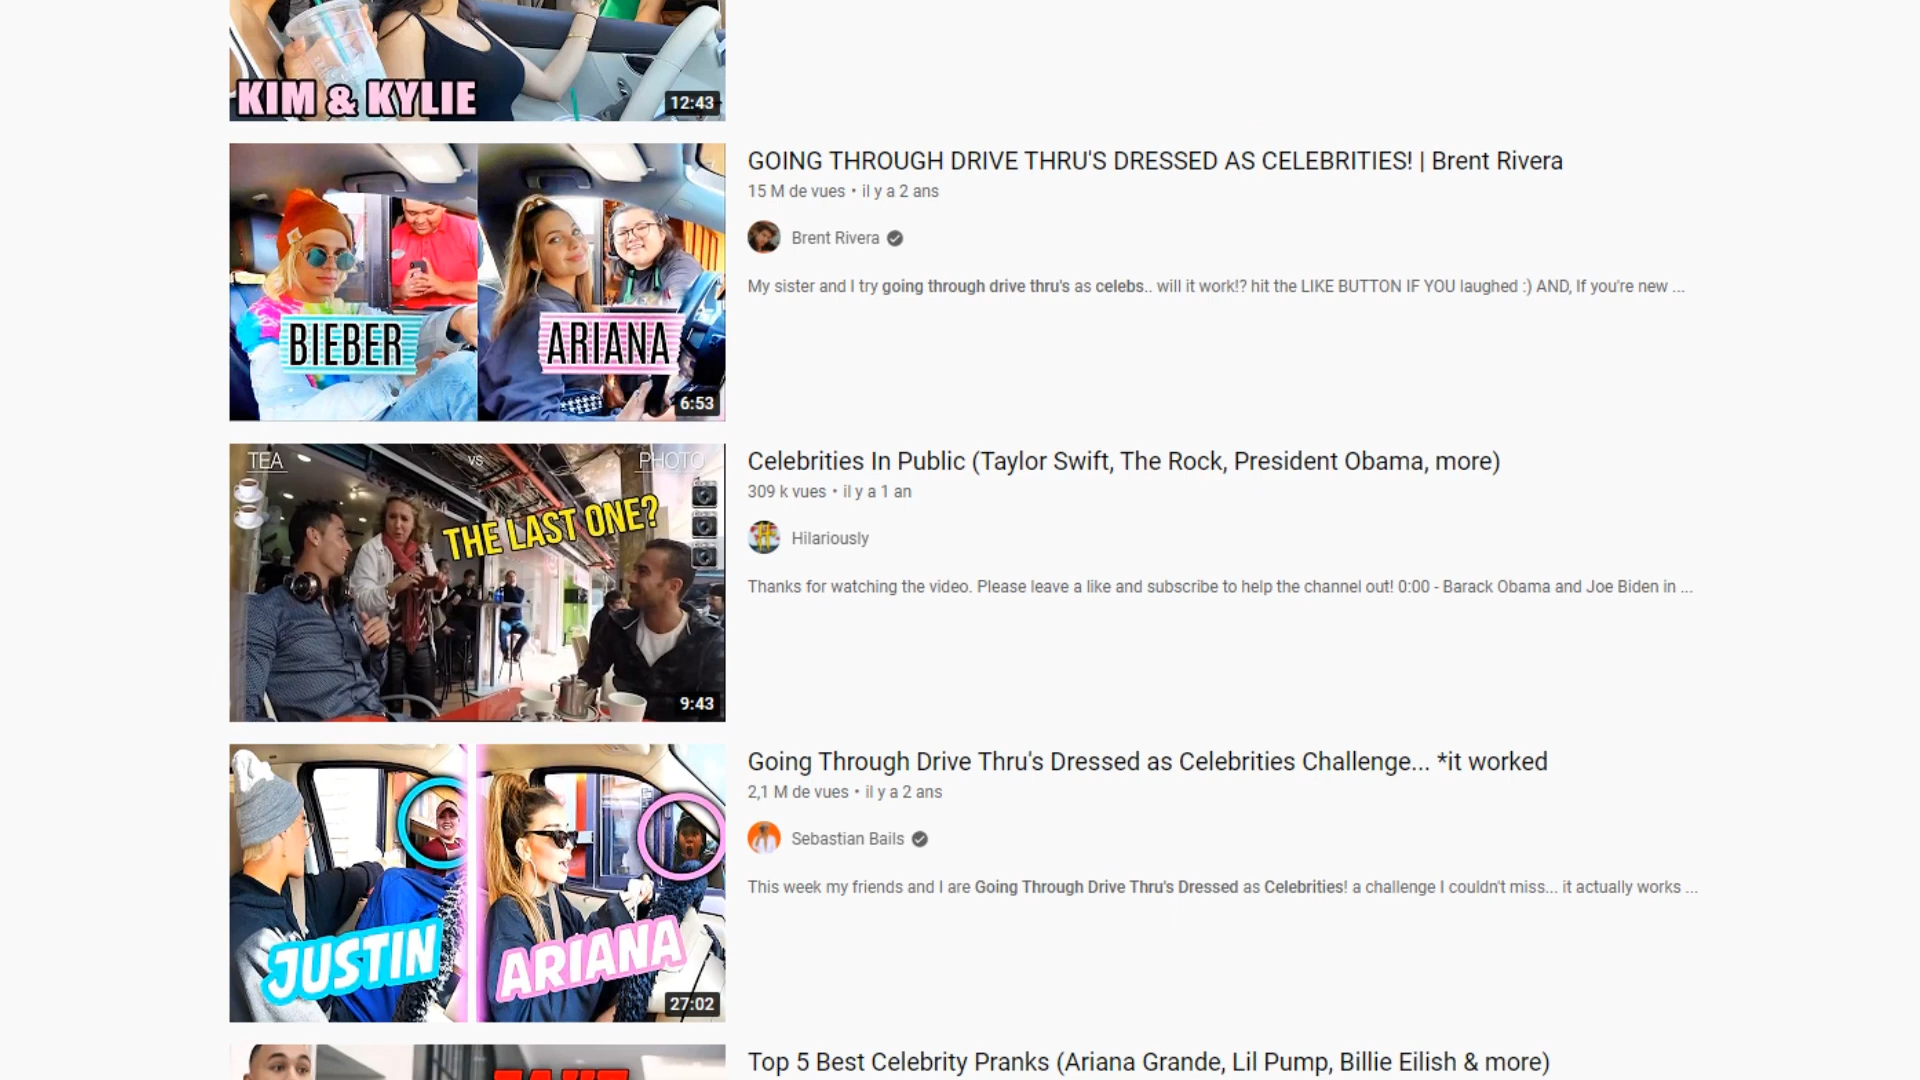 KIM & KYLIE
12:43
GOING THROUGH DRIVE THRU'S DRESSED AS CELEBRITIES! | Brent Rivera
15 M de vues • il y a 2 ans
Brent Rivera
My sister and I try going through drive thru's as celebs.. will it work!? hit the LIKE BUTTON IF YOU laughed :) AND, If you're new ...
BIEBER
ARIANA
6:53
Celebrities In Public (Taylor Swift, The Rock, President Obama, more)
309 k vues • il y a 1 an
Hilariously
Thanks for watching the video. Please leave a like and subscribe to help the channel out! 0:00 - Barack Obama and Joe Biden in ...
TEA vs PHOTO
THE LAST ONE?
9:43
Going Through Drive Thru's Dressed as Celebrities Challenge... *it worked
2,1 M de vues • il y a 2 ans
Sebastian Bails
This week my friends and I are Going Through Drive Thru's Dressed as Celebrities! a challenge I couldn't miss... it actually works ...
JUSTIN
ARIANA
27:02
Top 5 Best Celebrity Pranks (Ariana Grande, Lil Pump, Billie Eilish & more)